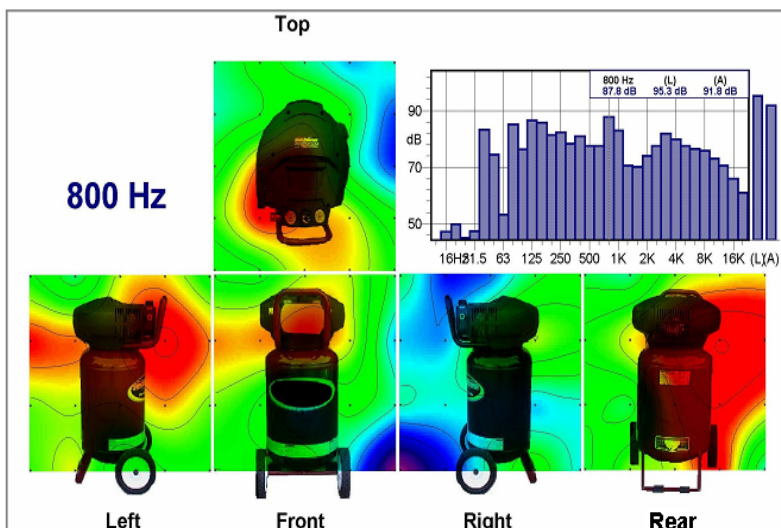 Top
800 Hz
800 Hz (L) (A)
87.8 dB 95.3 dB 91.8 dB
90
dB
70
50
16Hz 31.5 63 125 250 500 1K 2K 4K 8K 16K (L)(A)
Left Front Right Rear